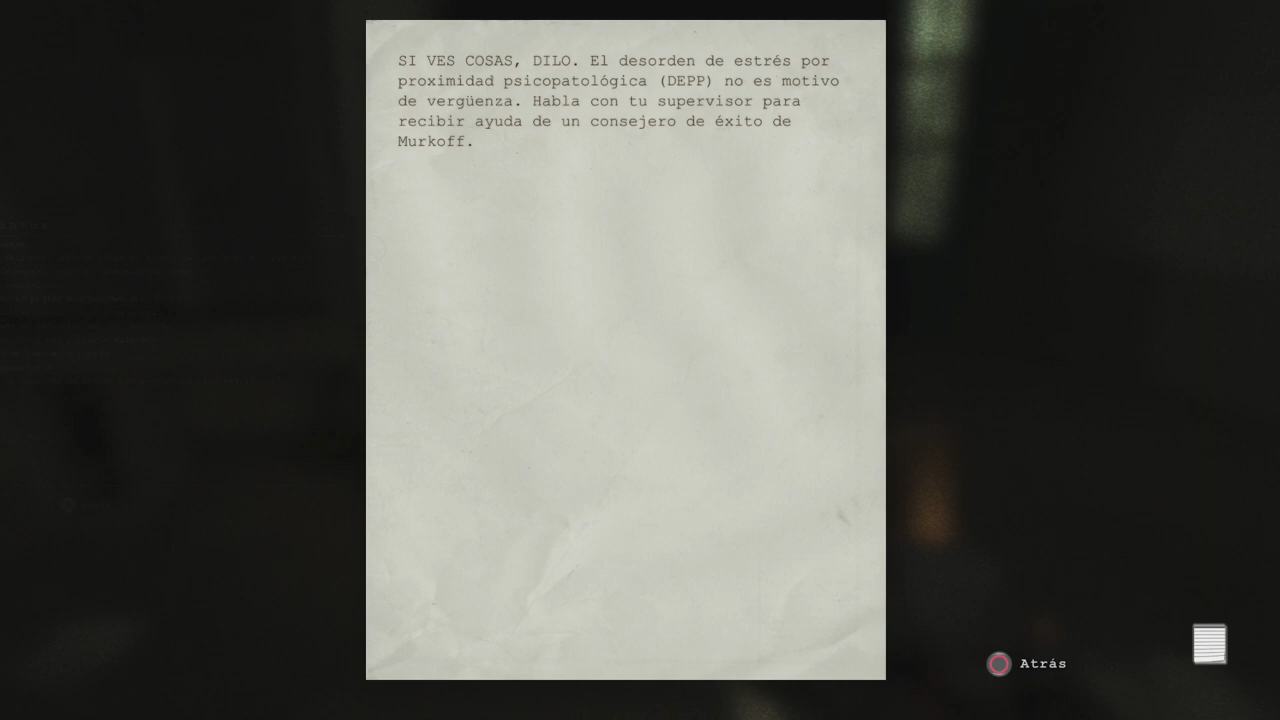 SI VES COSAS, DILO. El desorden de estrés por
proximidad psicopatológica (DEPP) no es motivo
de vergüenza. Habla con tu supervisor para
recibir ayuda de un consejero de éxito de
Murkoff.
Atrás